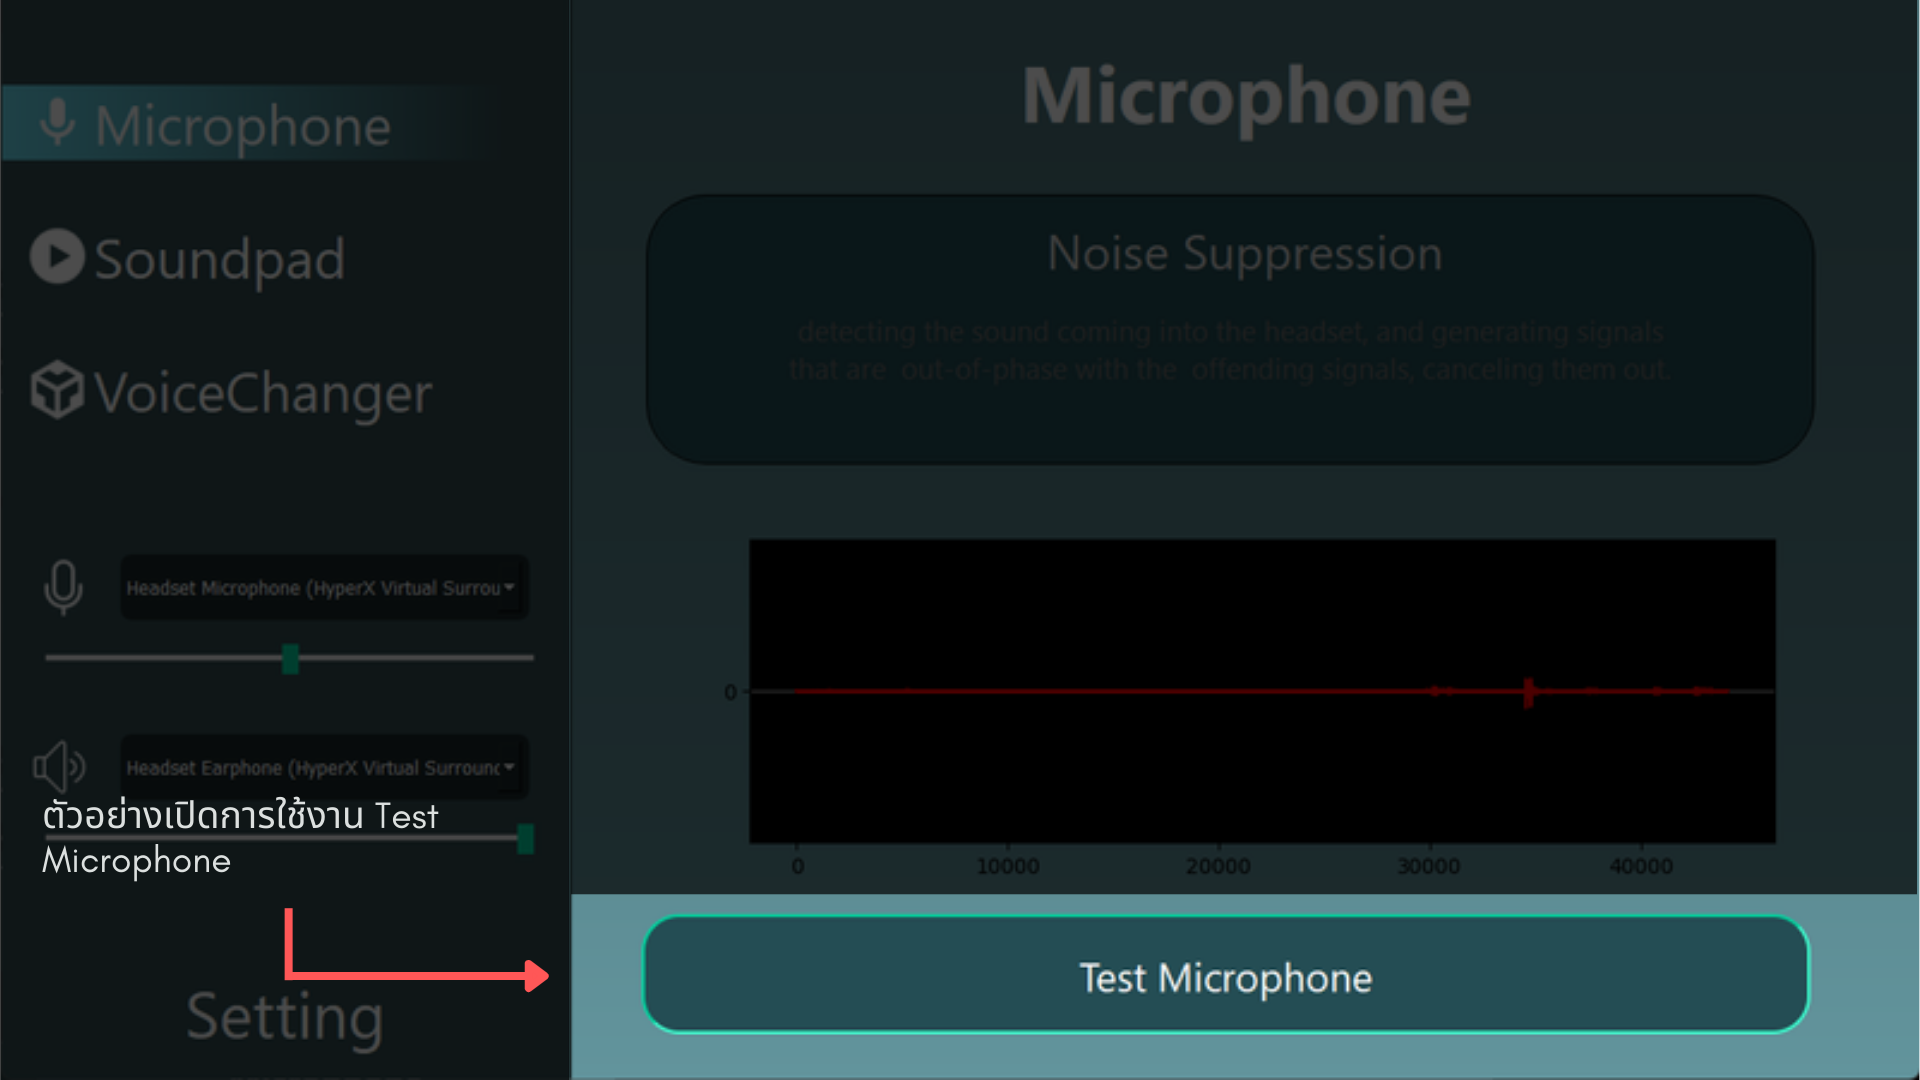 Microphone
Soundpad
VoiceChanger
Headset Microphone (HyperX Virtual Surrou
Headset Earphone (HyperX Virtual Surround
ตัวอย่างเปิดการใช้งาน Test
Microphone
Setting
Microphone
Noise Suppression
detecting the sound coming into the headset, and generating signals
that are out-of-phase with the offending signals, canceling them out.
0
0 10000 20000 30000 40000
Test Microphone